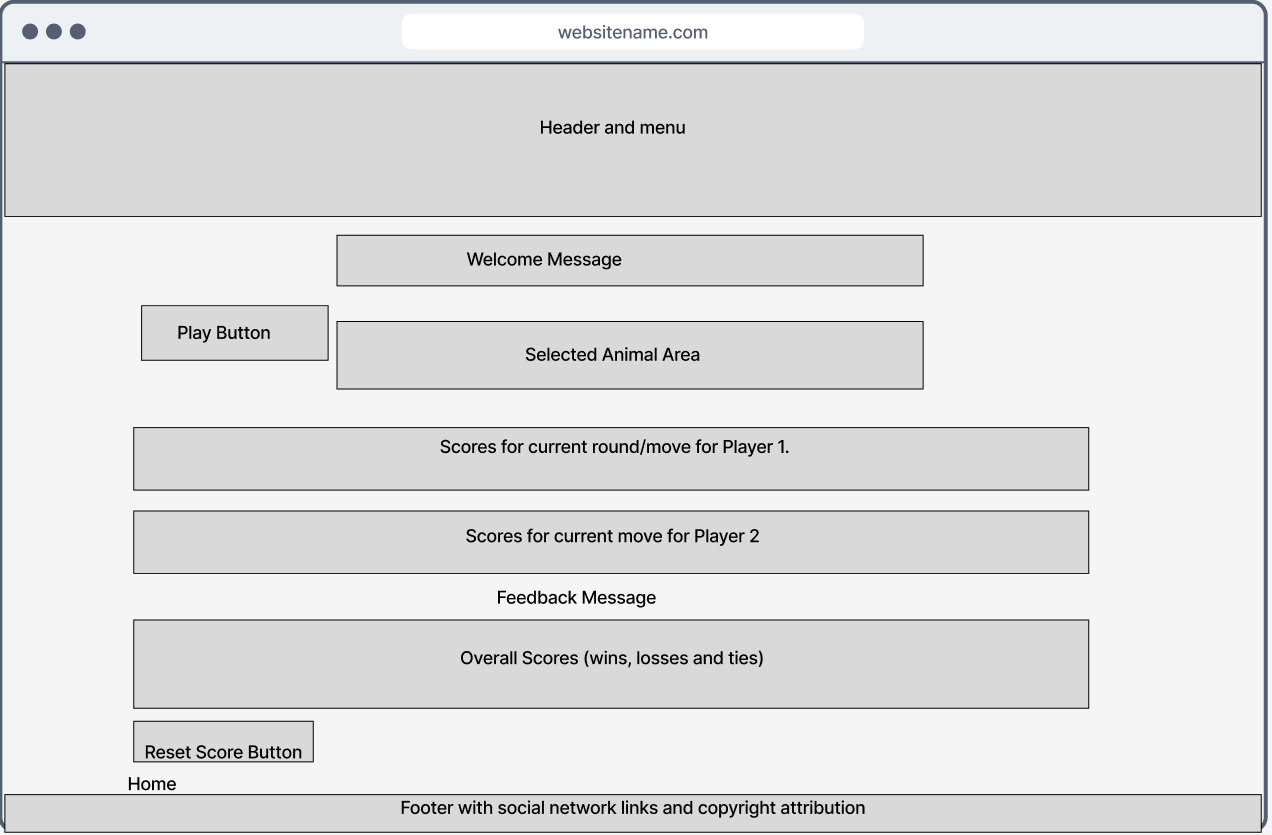 websitename.com
Header and menu
Welcome Message
Play Button
Selected Animal Area
Scores for current round/move for Player 1.
Scores for current move for Player 2
Feedback Message
Overall Scores (wins, losses and ties)
Reset Score Button
Home
Footer with social network links and copyright attribution